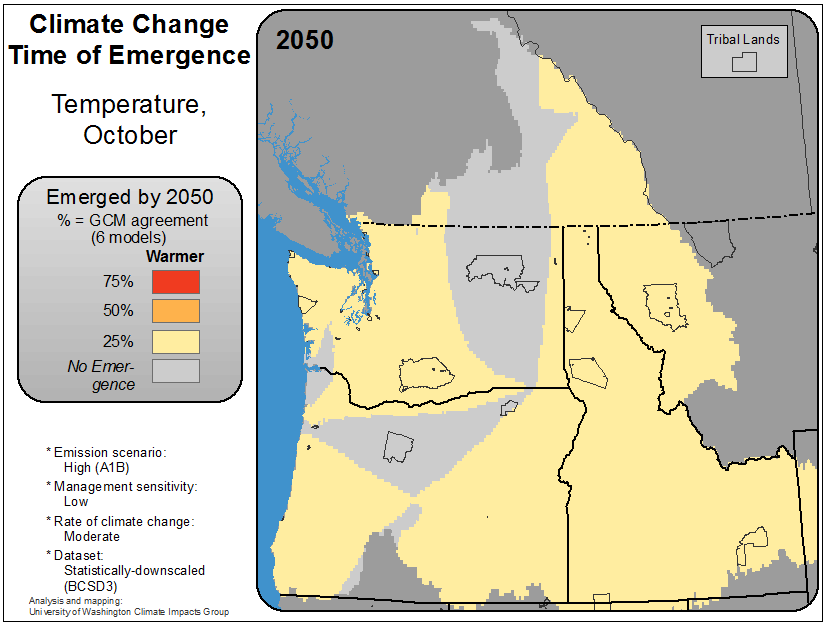 Climate Change
Time of Emergence
Temperature,
October
Emerged by 2050
% = GCM agreement
(6 models)
Warmer
75%
50%
25%
No Emer-
gence
* Emission scenario:
High (A1B)
* Management sensitivity:
Low
* Rate of climate change:
Moderate
* Dataset:
Statistically-downscaled
(BCSD3)
Analysis and mapping:
University of Washington Climate Impacts Group
2050
Tribal Lands